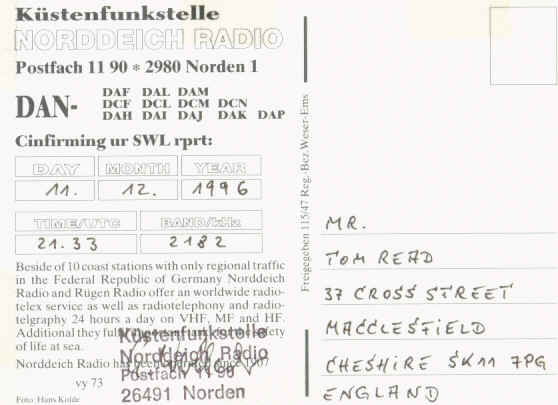 Küstenfunkstelle
NORDDEICH RADIO
Postfach 11 90 * 2980 Norden 1
DAN-
DAF DAL DAM
DCF DCL DCM DCN
DAH DAI DAJ DAK DAP
Cinfirming ur SWL rprt:
DAY MONTH YEAR
11. 12. 1996
TIME/UTC BAND/kHz
21.33 2182
Beside of 10 coast stations with only regional traffic
in the Federal Republic of Germany Norddeich
Radio and Rügen Radio offer an worldwide radio-
telex service as well as radiotelephony and radio-
telgraphy 24 hours a day on VHF, MF and HF.
Additional they fulfil safety
of life at sea.
Norddeich Radio has been since 1907
vy 73
Foto: Hans Kolde
Küstenfunkstelle
Norddeich Radio
Postfach 11 90
26491 Norden
Freigegeben 115/47 Reg.-Bez. Weser-Ems
MR.
TOM READ
37 CROSS STREET
MACCLESFIELD
CHESHIRE SK11 7PG
ENGLAND